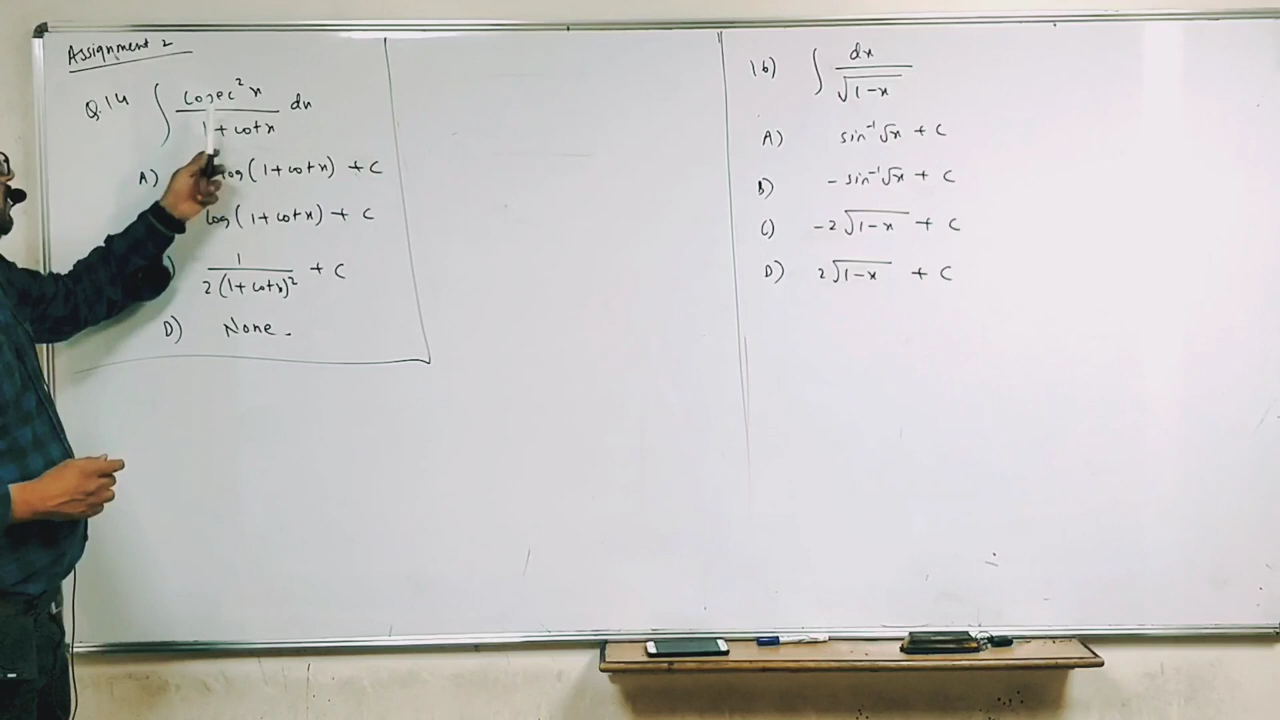 Assignment 2
Q.14 ∫ cosec²x / 1 + cotx dx
A) log (1 + cotx) + C
log (1 + cotx) + C
) 1 / 2 (1 + cotx)² + C
D) None.
16) ∫ dx / √1-x
A) sin⁻¹√x + C
B) - sin⁻¹√x + C
C) -2√1-x + C
D) 2√1-x + C